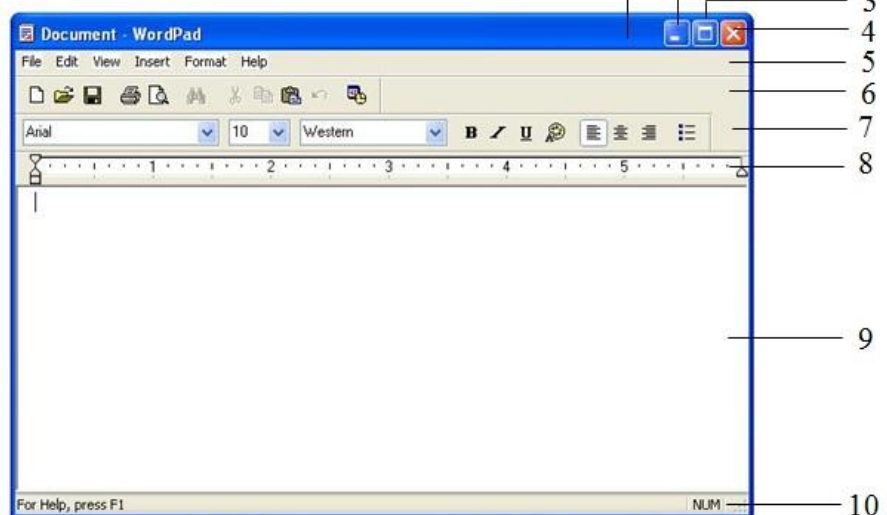 3
Document - WordPad
4
File Edit View Insert Format Help
5
6
Arial 10 Western B I U
7
1 2 3 4 5
8
9
For Help, press F1 NUM
10